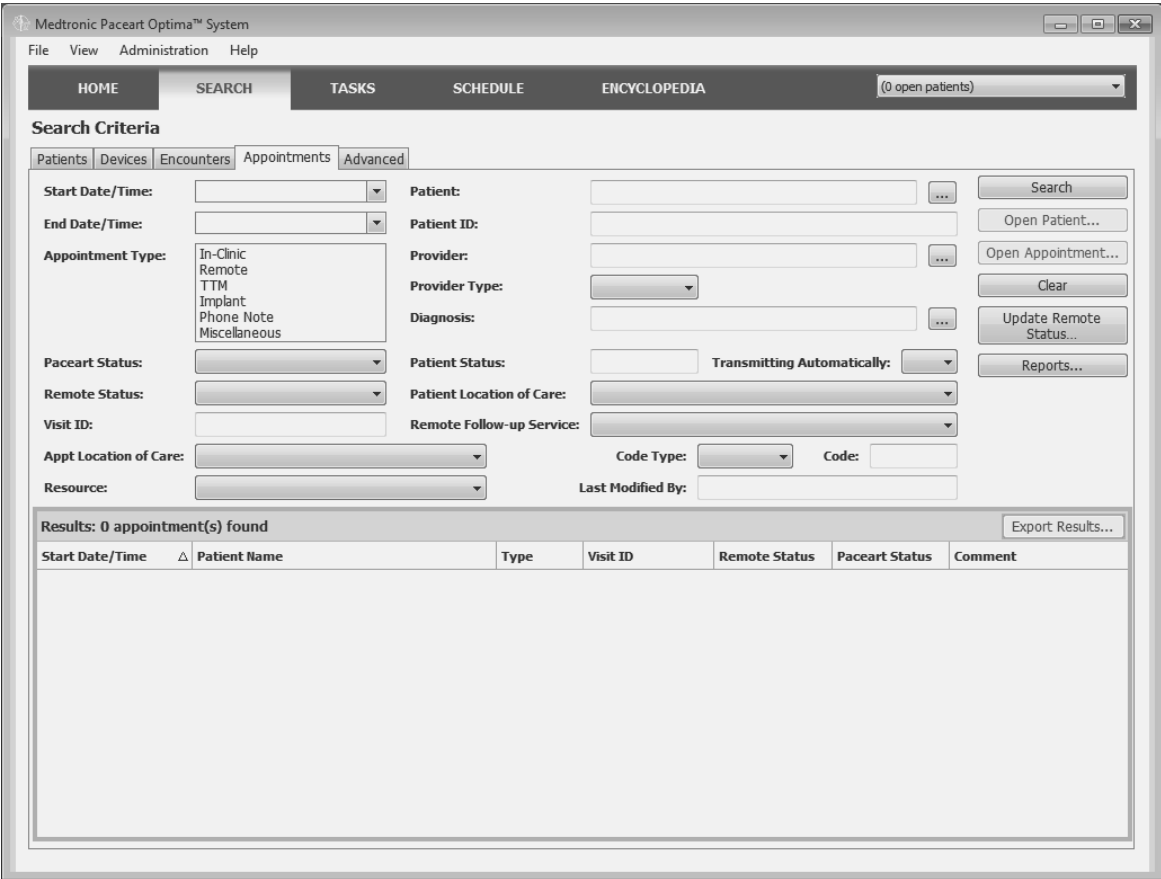 Medtronic Paceart Optima™ System
File View Administration Help
HOME SEARCH TASKS SCHEDULE ENCYCLOPEDIA (0 open patients)
Search Criteria
Patients Devices Encounters Appointments Advanced
Start Date/Time: Patient: ... Search
End Date/Time: Patient ID: Open Patient...
Appointment Type: In-Clinic Provider: ... Open Appointment...
Remote
TTM Provider Type: Clear
Implant
Phone Note Diagnosis: ... Update Remote
Miscellaneous Status...
Paceart Status: Patient Status: Transmitting Automatically: Reports...
Remote Status: Patient Location of Care:
Visit ID: Remote Follow-up Service:
Appt Location of Care: Code Type: Code:
Resource: Last Modified By:
Results: 0 appointment(s) found Export Results...
Start Date/Time Patient Name Type Visit ID Remote Status Paceart Status Comment